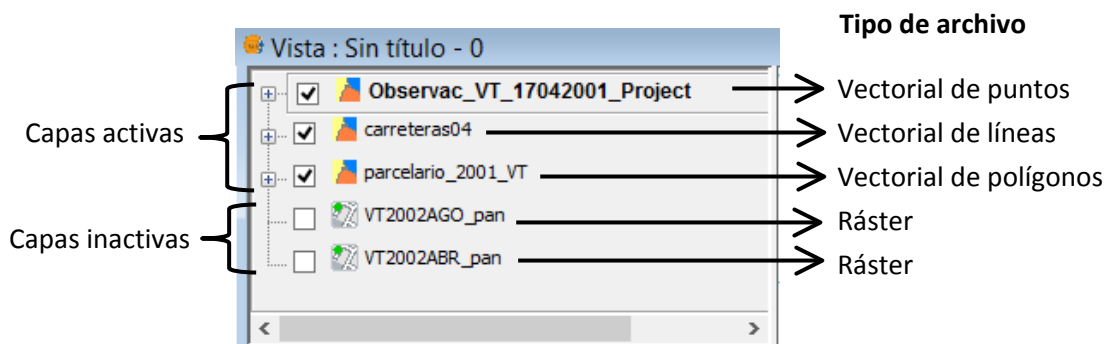 Tipo de archivo
Vista : Sin título - 0
Observac_VT_17042001_Project
Vectorial de puntos
Capas activas
carreteras04
Vectorial de líneas
parcelario_2001_VT
Vectorial de polígonos
Capas inactivas
VT2002AGO_pan
Ráster
VT2002ABR_pan
Ráster